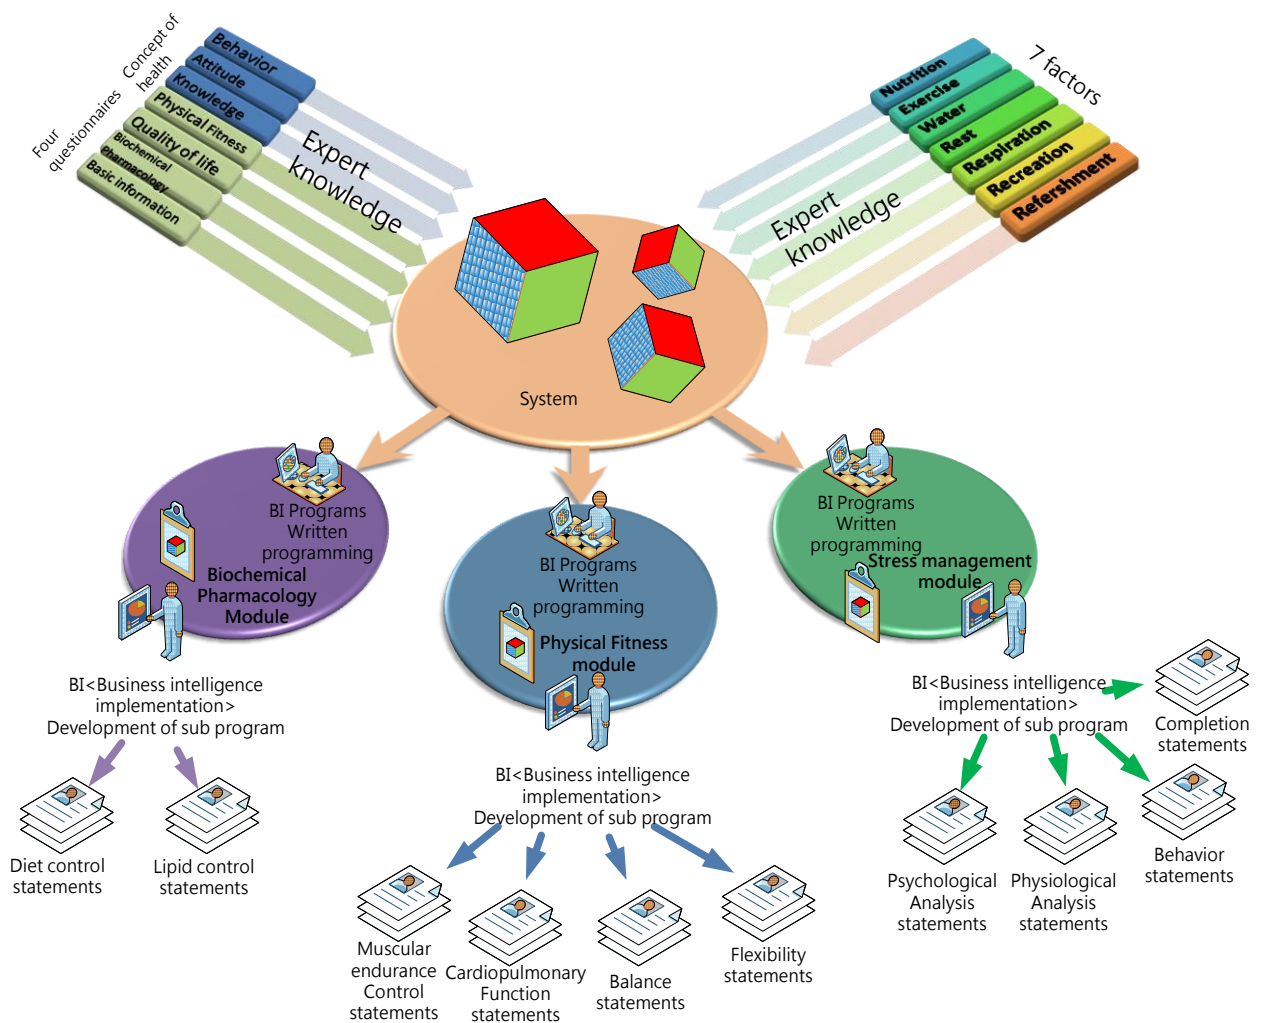 Concept of
health
Four
questionnaires
Behavior
Attitude
Knowledge
Physical Fitness
Quality of life
Biochemical
Pharmacology
Basic information
Expert
knowledge
7 factors
Nutrition
Exercise
Water
Rest
Respiration
Recreation
Refershment
Expert
knowledge
System
BI Programs
Written
programming
Biochemical
Pharmacology
Module
BI Programs
Written
programming
Physical Fitness
module
BI Programs
Written
programming
Stress management
module
BI<Business intelligence
implementation>
Development of sub program
Diet control
statements
Lipid control
statements
BI<Business intelligence
implementation>
Development of sub program
Muscular
endurance
Control
statements
Cardiopulmonary
Function
statements
Balance
statements
Flexibility
statements
BI<Business intelligence
implementation>
Development of sub program
Completion
statements
Behavior
statements
Psychological
Analysis
statements
Physiological
Analysis
statements